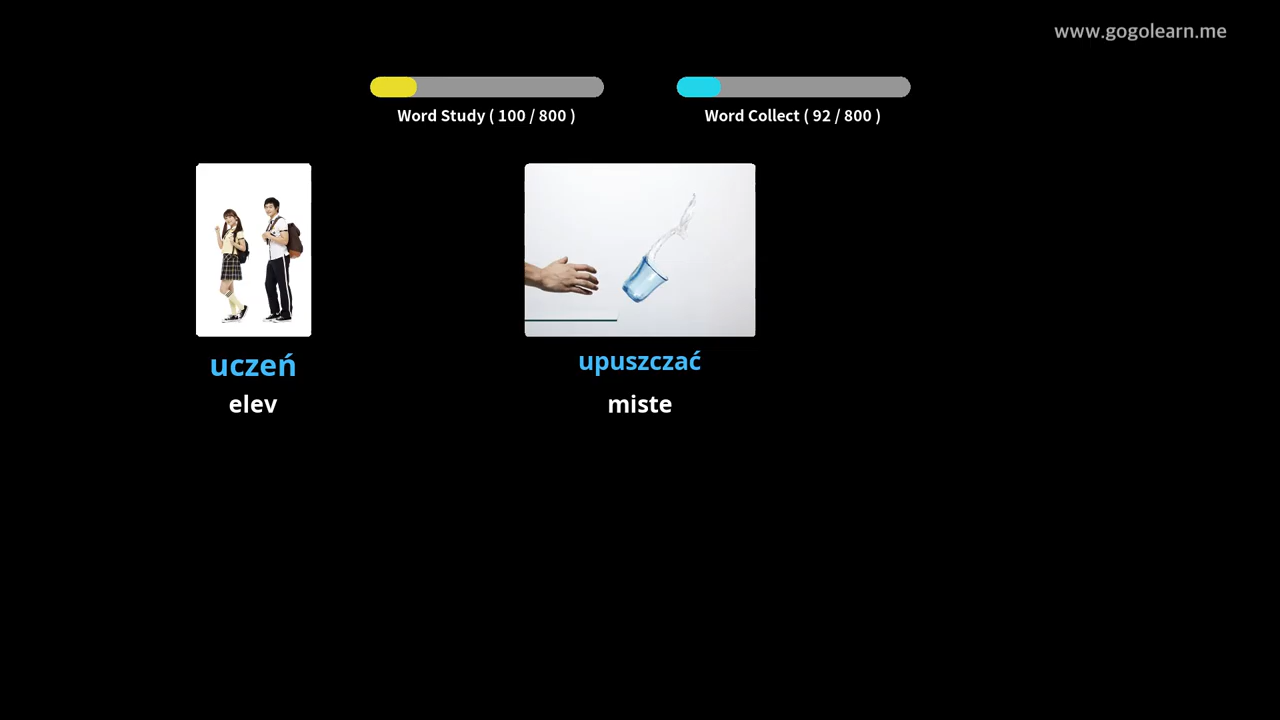 www.gogolearn.me
Word Study ( 100 / 800 )
Word Collect ( 92 / 800 )
uczeń
elev
upuszczać
miste